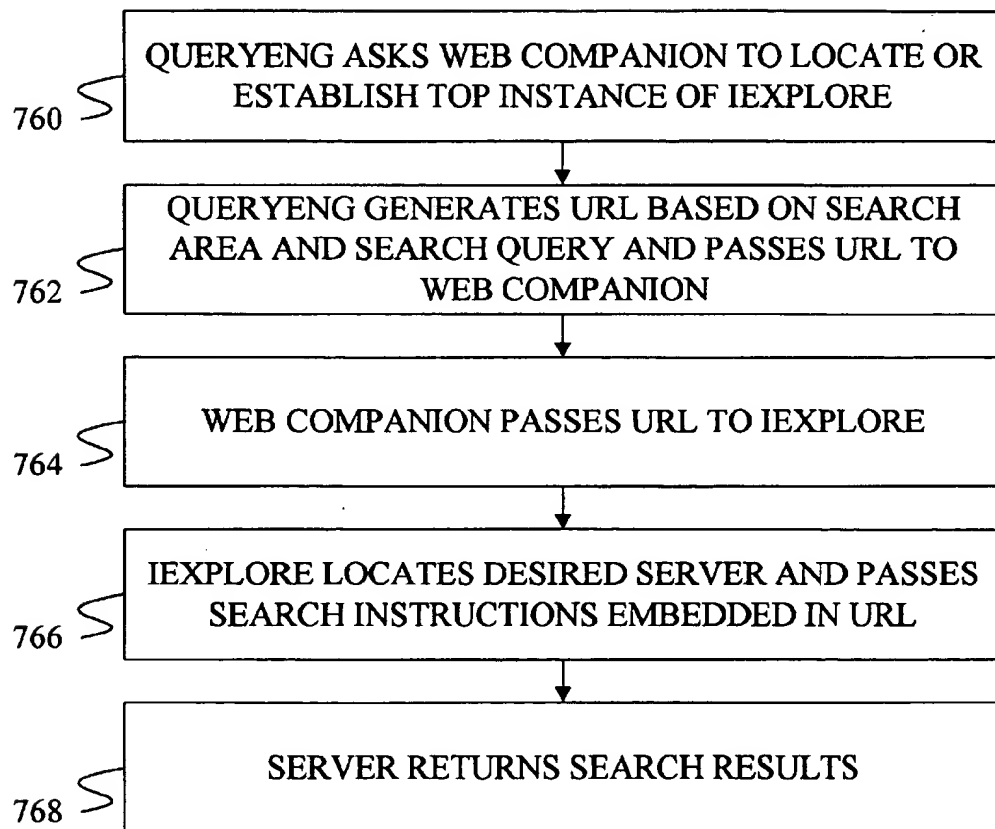 760
QUERYENG ASKS WEB COMPANION TO LOCATE OR
ESTABLISH TOP INSTANCE OF IEXPLORE
762
QUERYENG GENERATES URL BASED ON SEARCH
AREA AND SEARCH QUERY AND PASSES URL TO
WEB COMPANION
764
WEB COMPANION PASSES URL TO IEXPLORE
766
IEXPLORE LOCATES DESIRED SERVER AND PASSES
SEARCH INSTRUCTIONS EMBEDDED IN URL
768
SERVER RETURNS SEARCH RESULTS